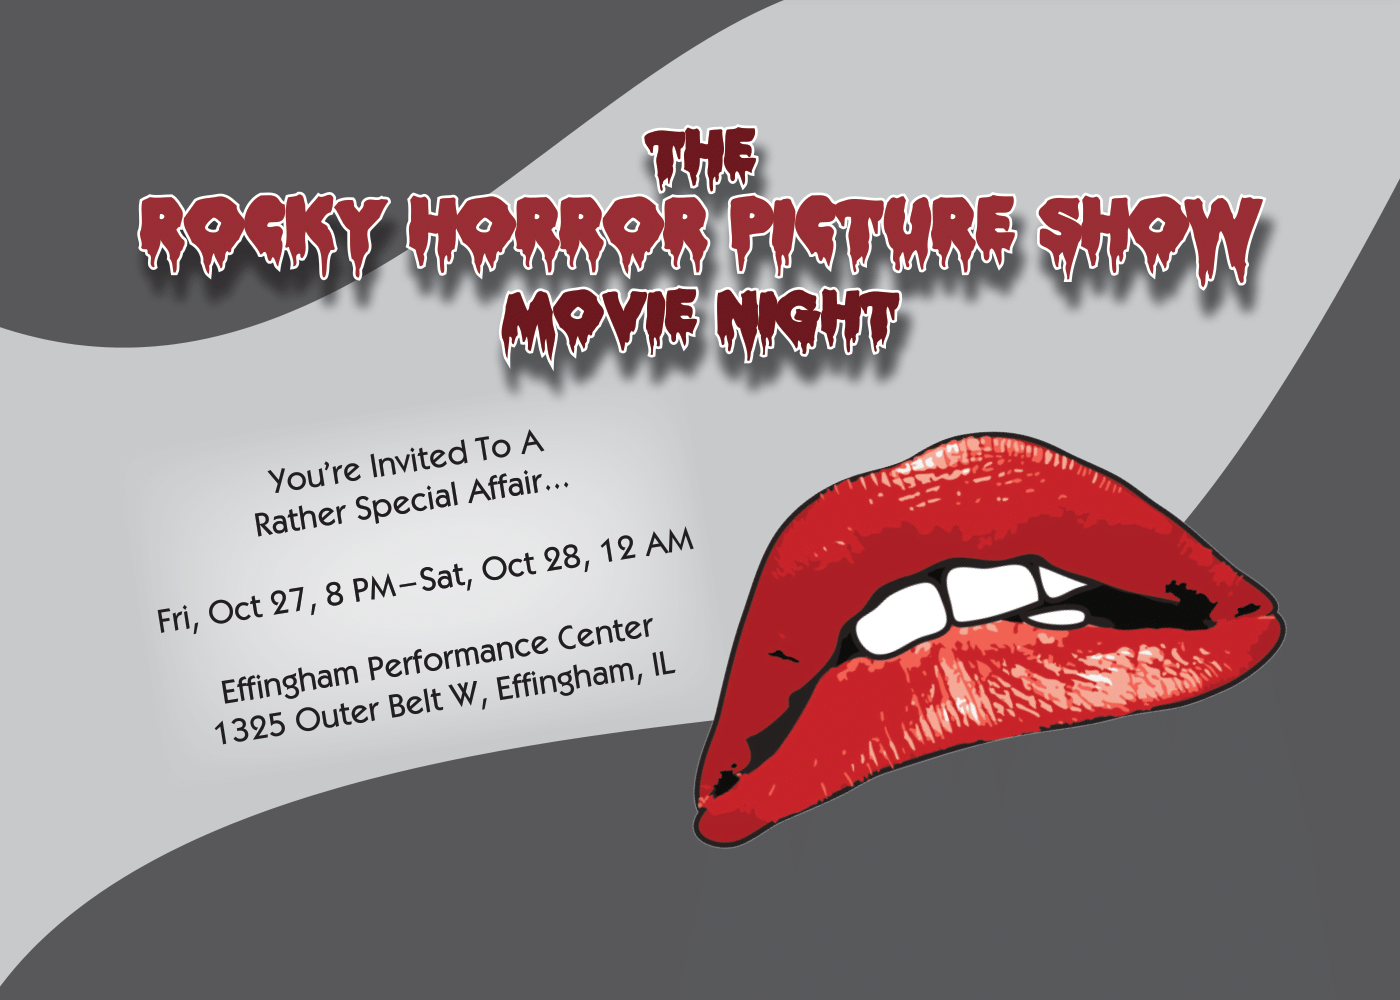 THE
ROCKY HORROR PICTURE SHOW
MOVIE NIGHT
You're Invited To A
Rather Special Affair...
Fri, Oct 27, 8 PM–Sat, Oct 28, 12 AM
Effingham Performance Center
1325 Outer Belt W, Effingham, IL